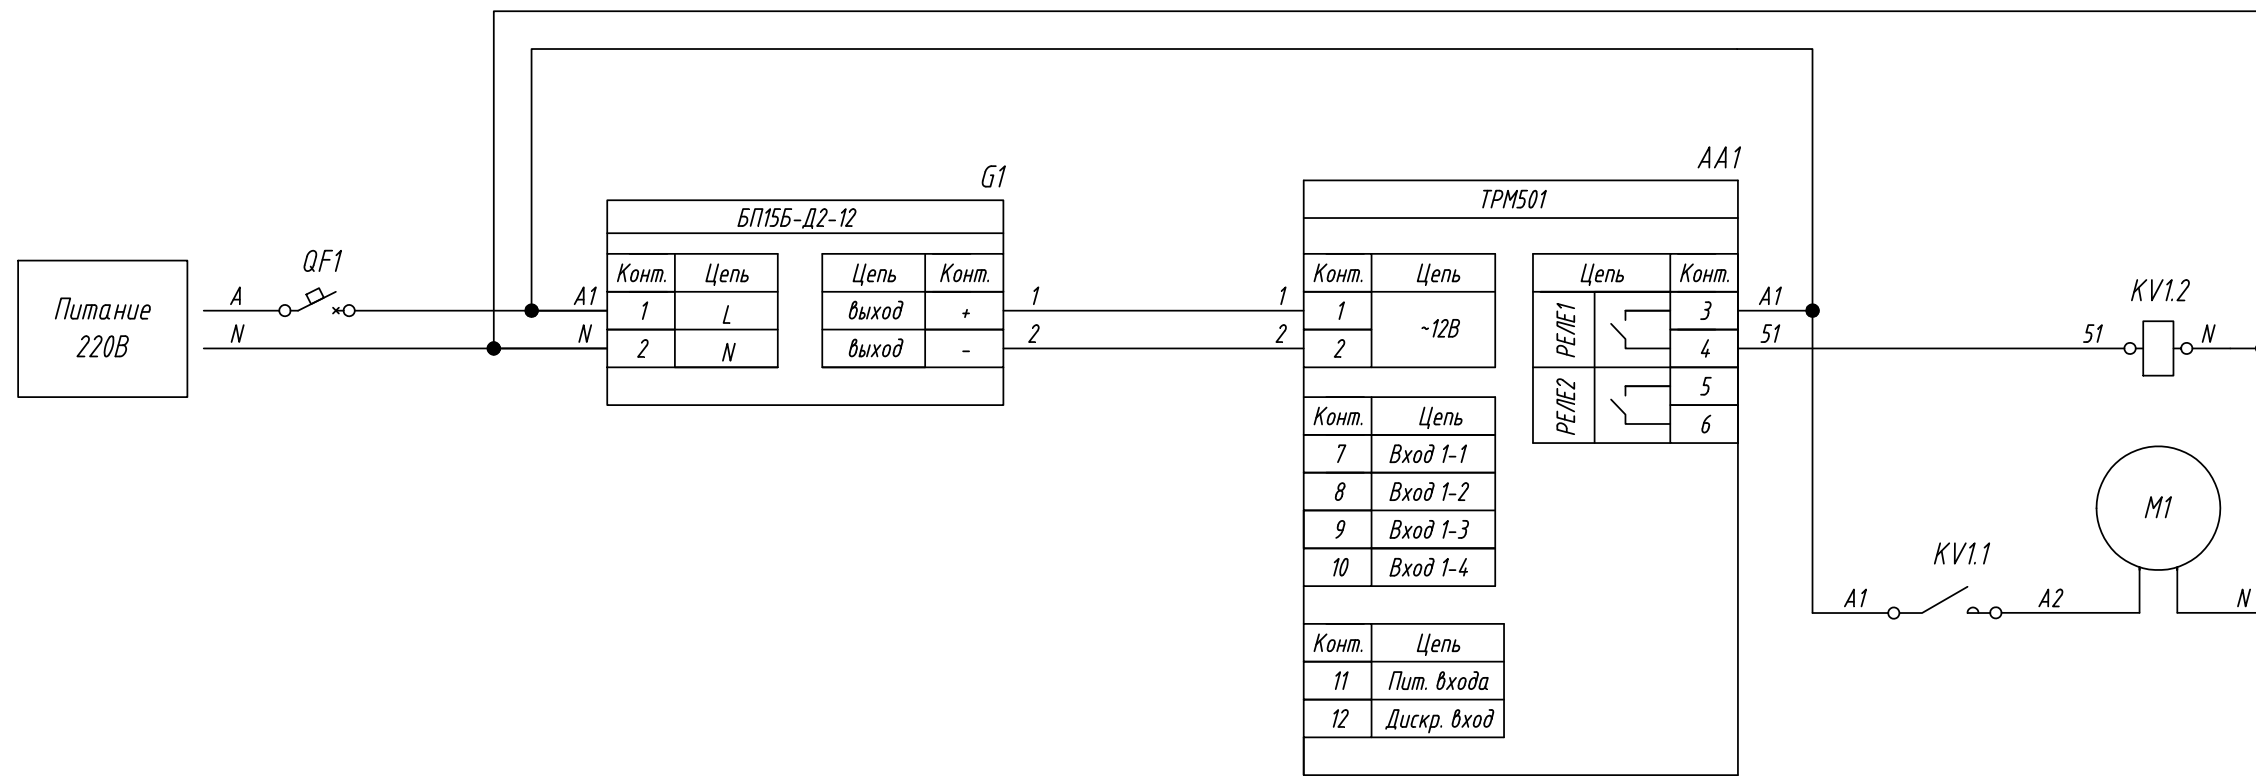 G1
AA1
БП15Б-Д2-12
ТРМ501
QF1
Питание
220В
A
N
A1
N
Конт. Цепь
1 L
2 N
Цепь Конт.
выход +
выход -
1
2
1
2
Конт. Цепь
1 ~12В
2
Цепь Конт.
РЕЛЕ1 3
4
РЕЛЕ2 5
6
A1
51
51
KV1.2
N
Конт. Цепь
7 Вход 1-1
8 Вход 1-2
9 Вход 1-3
10 Вход 1-4
M1
KV1.1
A1
A2
N
Конт. Цепь
11 Пит. входа
12 Дискр. вход